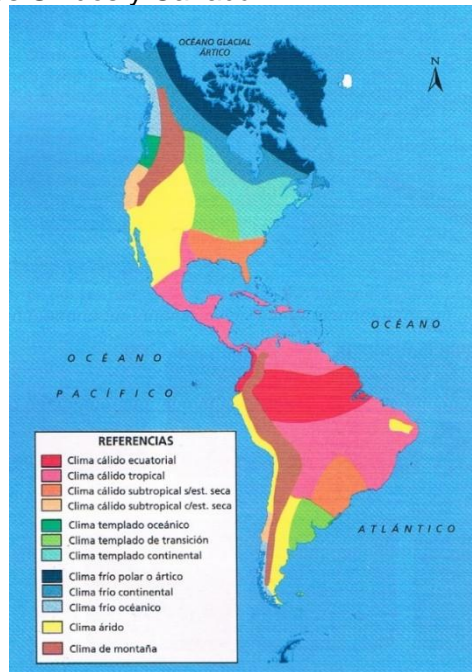 OCÉANO GLACIAL
ÁRTICO
N
OCÉANO
OCÉANO
PACÍFICO
ATLÁNTICO
REFERENCIAS
Clima cálido ecuatorial
Clima cálido tropical
Clima cálido subtropical s/est. seca
Clima cálido subtropical c/est. seca
Clima templado oceánico
Clima templado de transición
Clima templado continental
Clima frío polar o ártico
Clima frío continental
Clima frío océanico
Clima árido
Clima de montaña